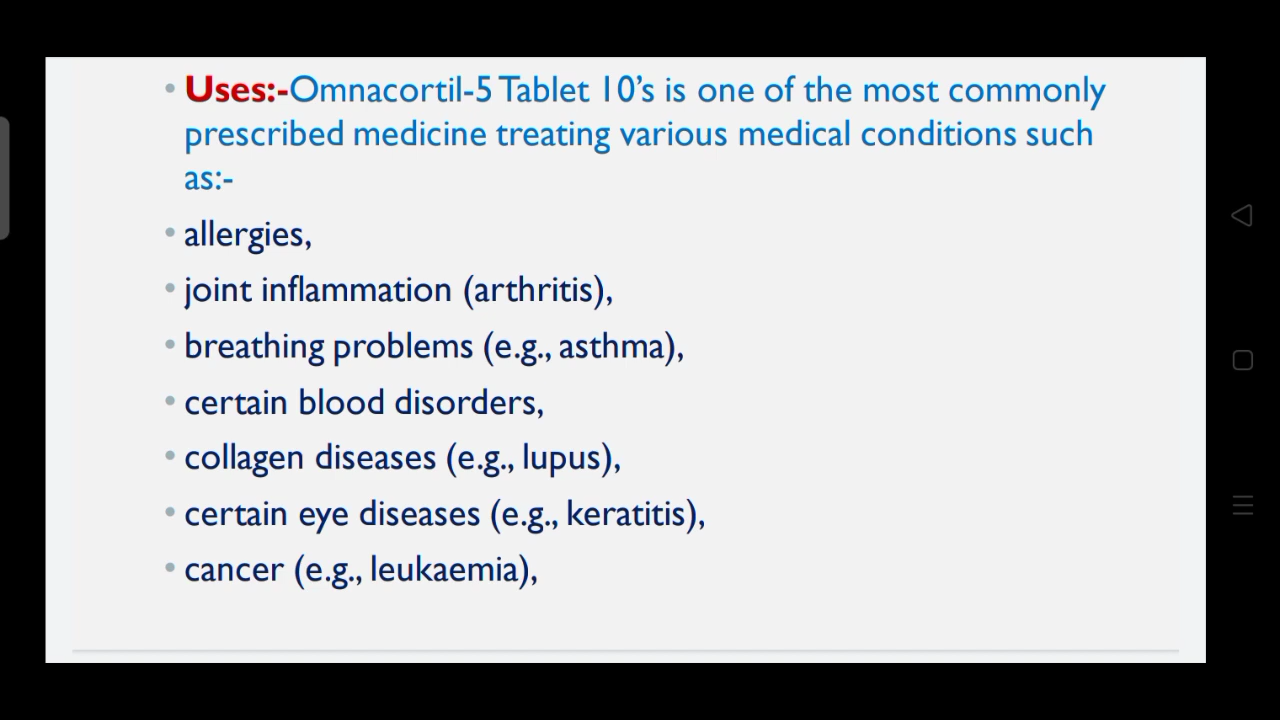 Uses:-Omnacortil-5 Tablet 10’s is one of the most commonly
prescribed medicine treating various medical conditions such
as:-
allergies,
joint inflammation (arthritis),
breathing problems (e.g., asthma),
certain blood disorders,
collagen diseases (e.g., lupus),
certain eye diseases (e.g., keratitis),
cancer (e.g., leukaemia),